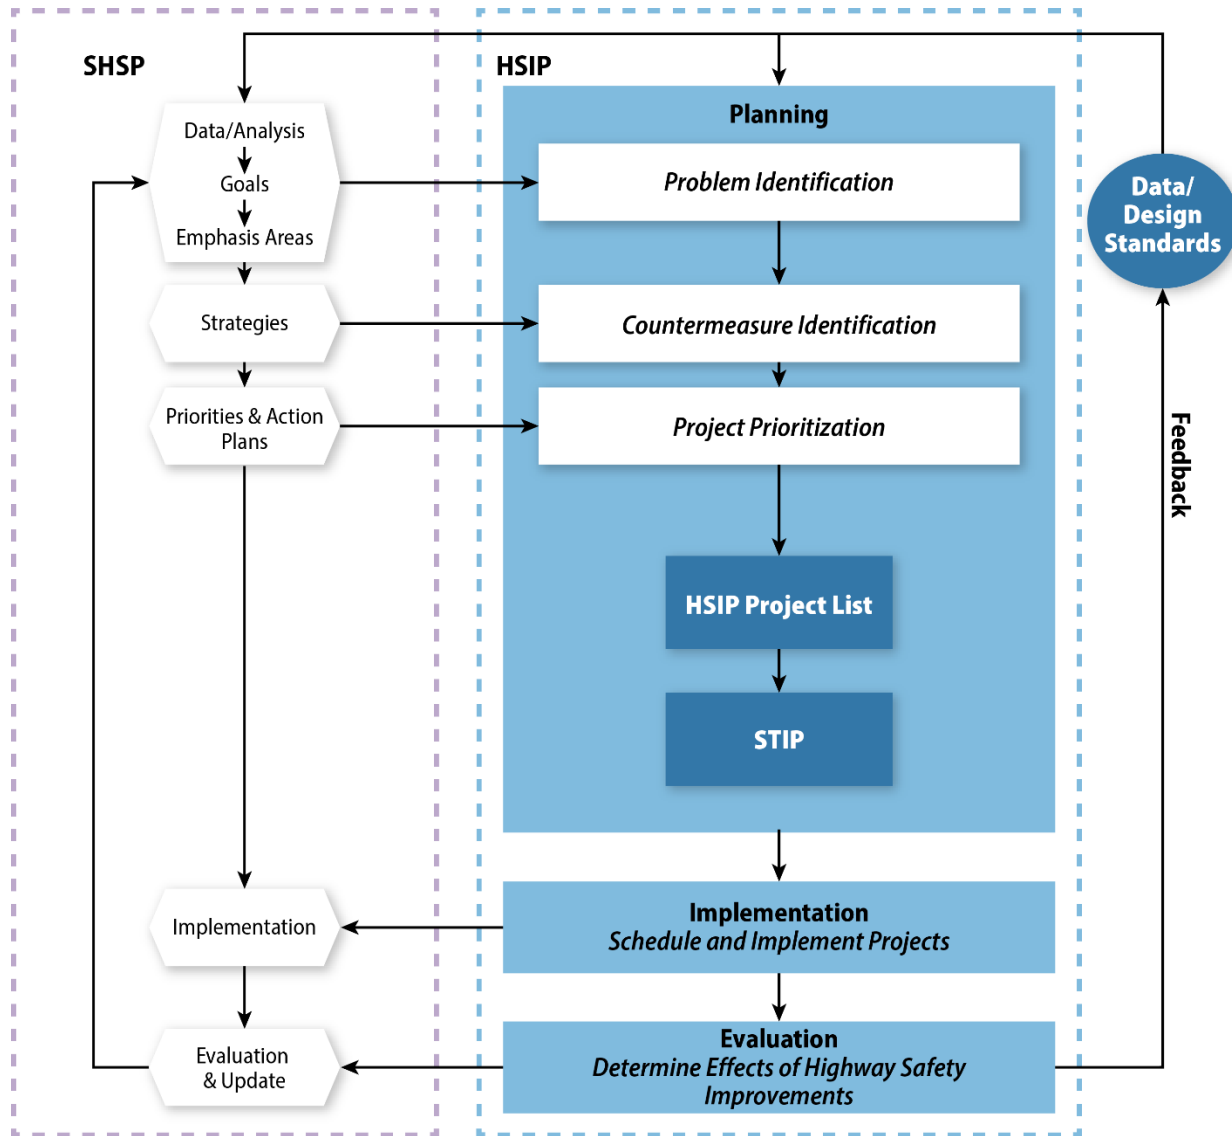 SHSP
Data/Analysis
Goals
Emphasis Areas
Strategies
Priorities & Action
Plans
Implementation
Evaluation
& Update
HSIP
Planning
Problem Identification
Countermeasure Identification
Project Prioritization
HSIP Project List
STIP
Implementation
Schedule and Implement Projects
Evaluation
Determine Effects of Highway Safety
Improvements
Data/
Design
Standards
Feedback